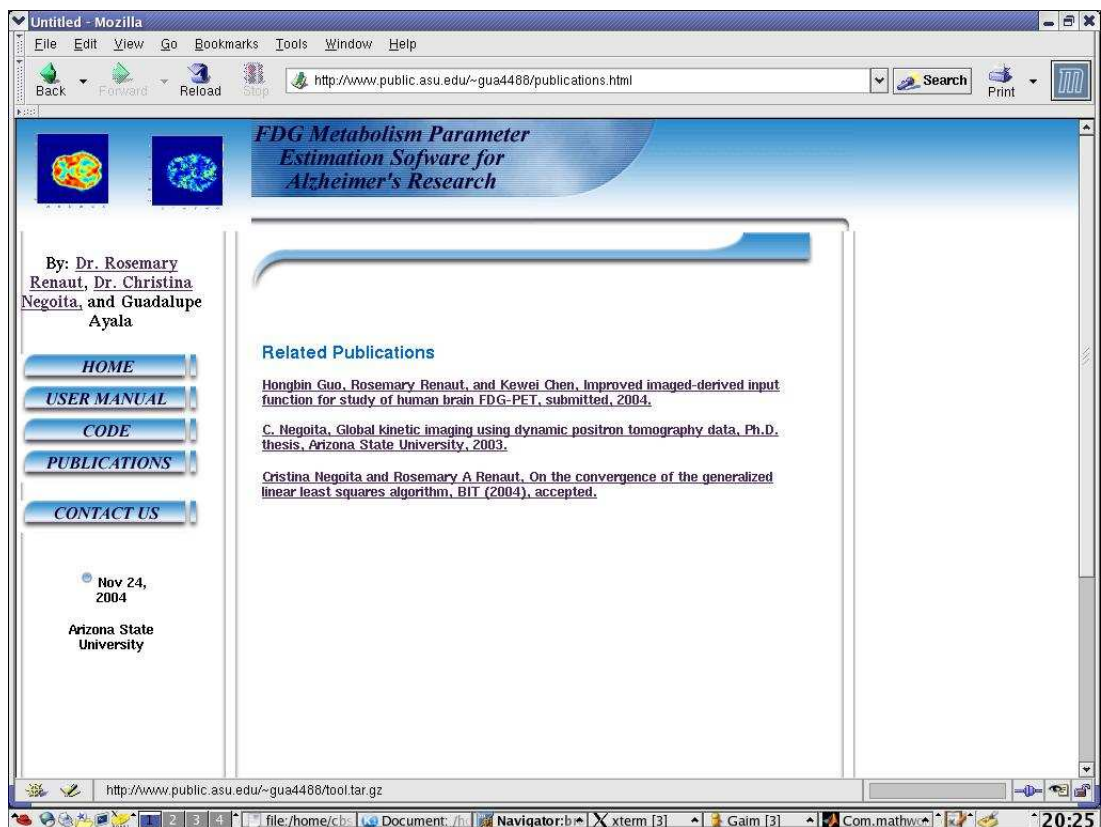 Untitled - Mozilla
File Edit View Go Bookmarks Tools Window Help
Back Forward Reload Stop http://www.public.asu.edu/~gua4488/publications.html Search Print
FDG Metabolism Parameter
Estimation Sofware for
Alzheimer's Research
By: Dr. Rosemary
Renaut, Dr. Christina
Negoita, and Guadalupe
Ayala
HOME
USER MANUAL
CODE
PUBLICATIONS
CONTACT US
Nov 24,
2004
Arizona State
University
Related Publications
Hongbin Guo, Rosemary Renaut, and Kewei Chen, Improved imaged-derived input
function for study of human brain FDG-PET, submitted, 2004.
C. Negoita, Global kinetic imaging using dynamic positron tomography data, Ph.D.
thesis, Arizona State University, 2003.
Cristina Negoita and Rosemary A Renaut, On the convergence of the generalized
linear least squares algorithm, BIT (2004), accepted.
http://www.public.asu.edu/~gua4488/tool.tar.gz
1 2 3 4 file:/home/cbs Document: Navigator:b xterm [3] Gaim [3] Com.mathwo 20:25